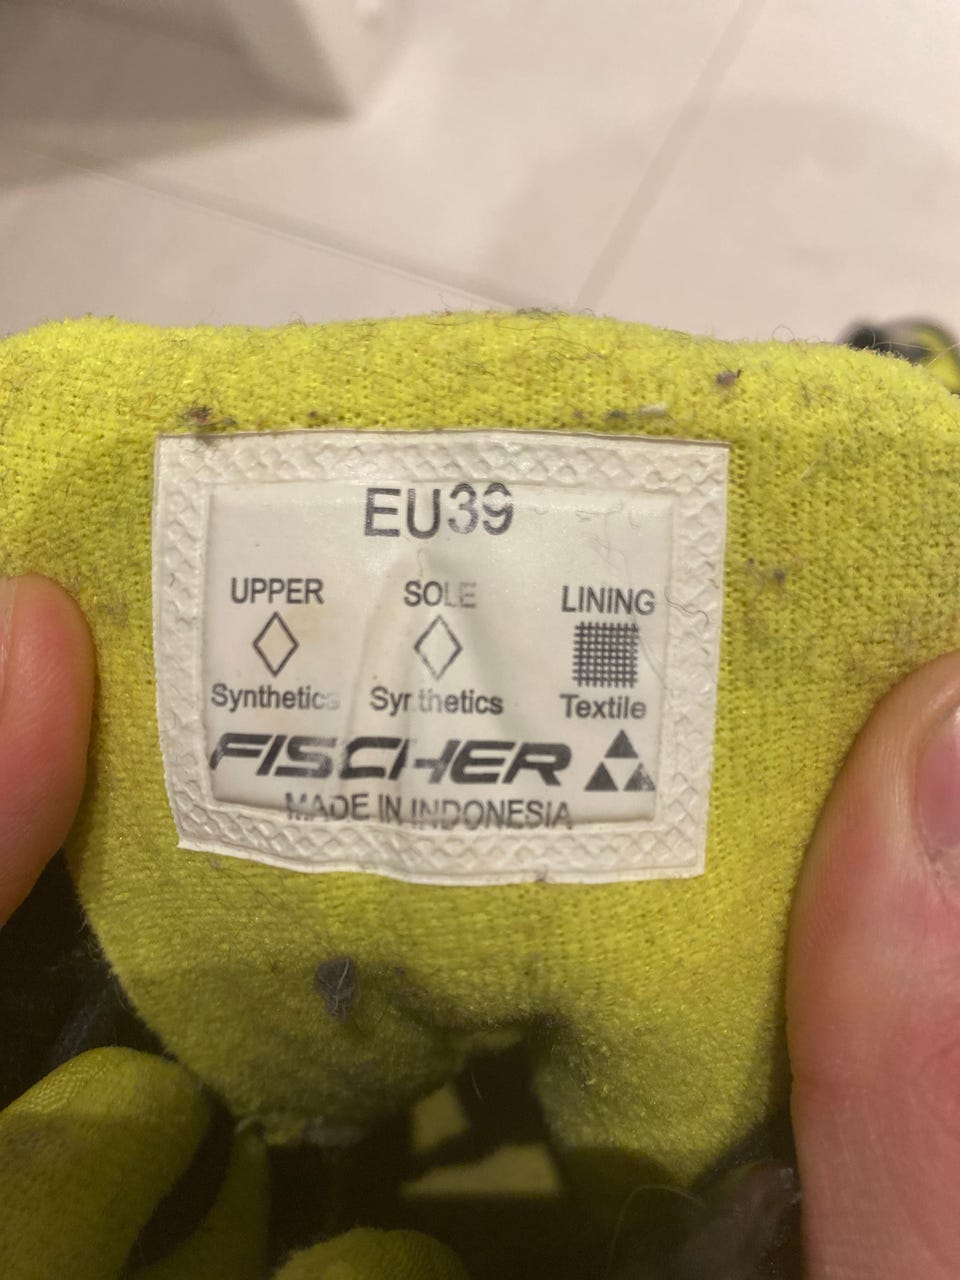 EU39
UPPER SOLE LINING
Synthetics Synthetics Textile
FISCHER
MADE IN INDONESIA